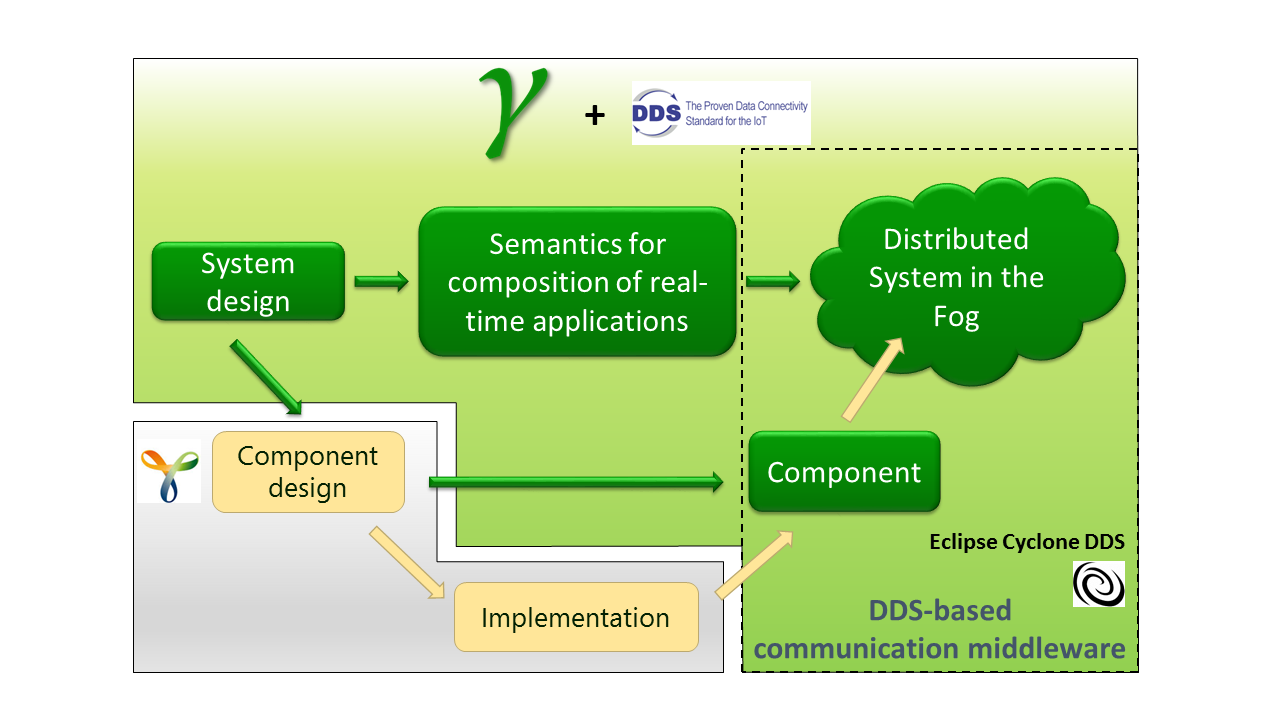 γ
+
DDS
The Proven Data Connectivity
Standard for the IoT
System
design
Semantics for
composition of real-
time applications
Distributed
System in the
Fog
Component
design
Component
Implementation
Eclipse Cyclone DDS
DDS-based
communication middleware